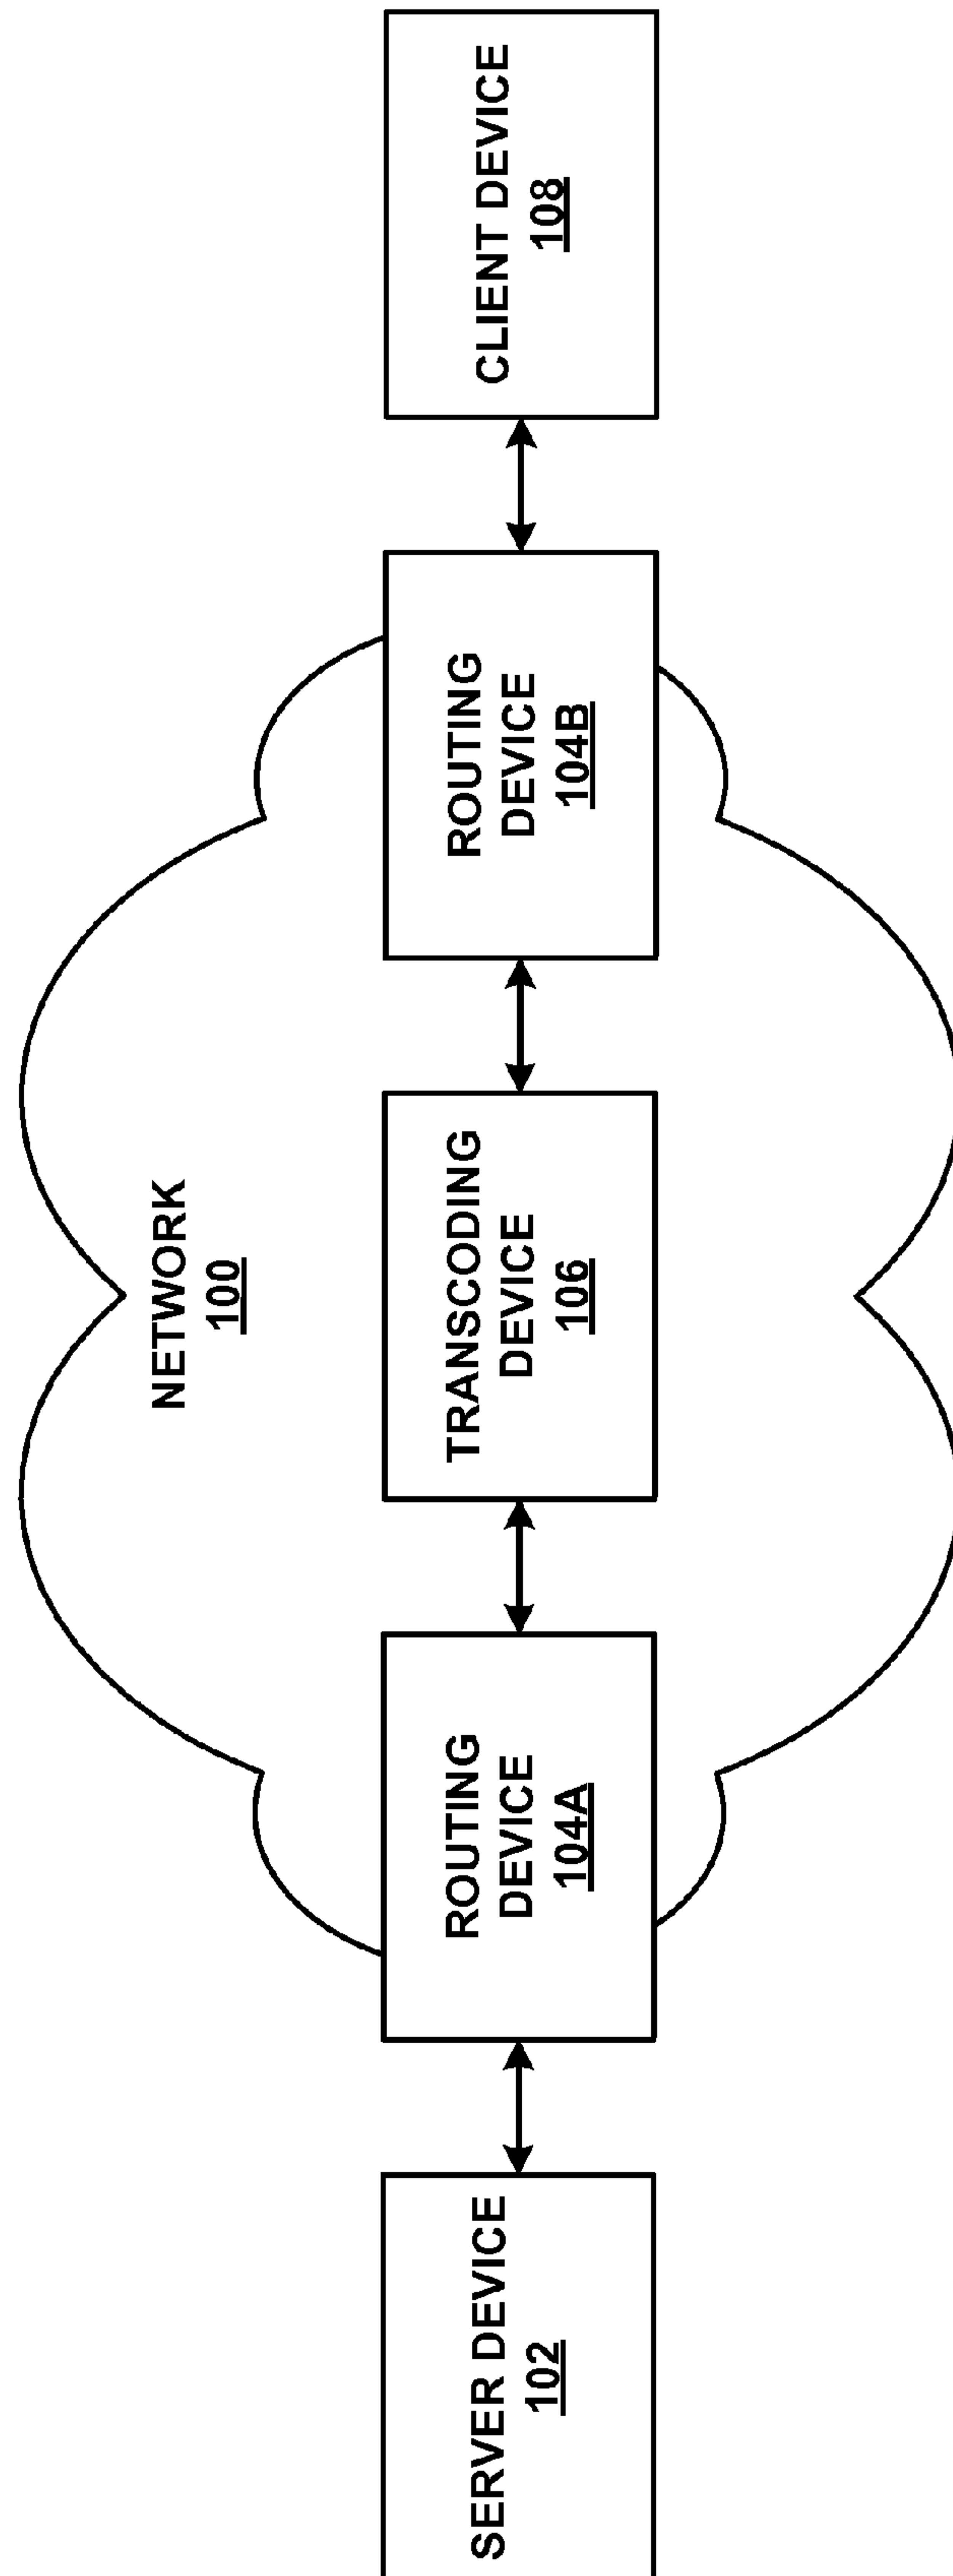 NETWORK
100
SERVER DEVICE
102
ROUTING
DEVICE
104A
TRANSCODING
DEVICE
106
ROUTING
DEVICE
104B
CLIENT DEVICE
108